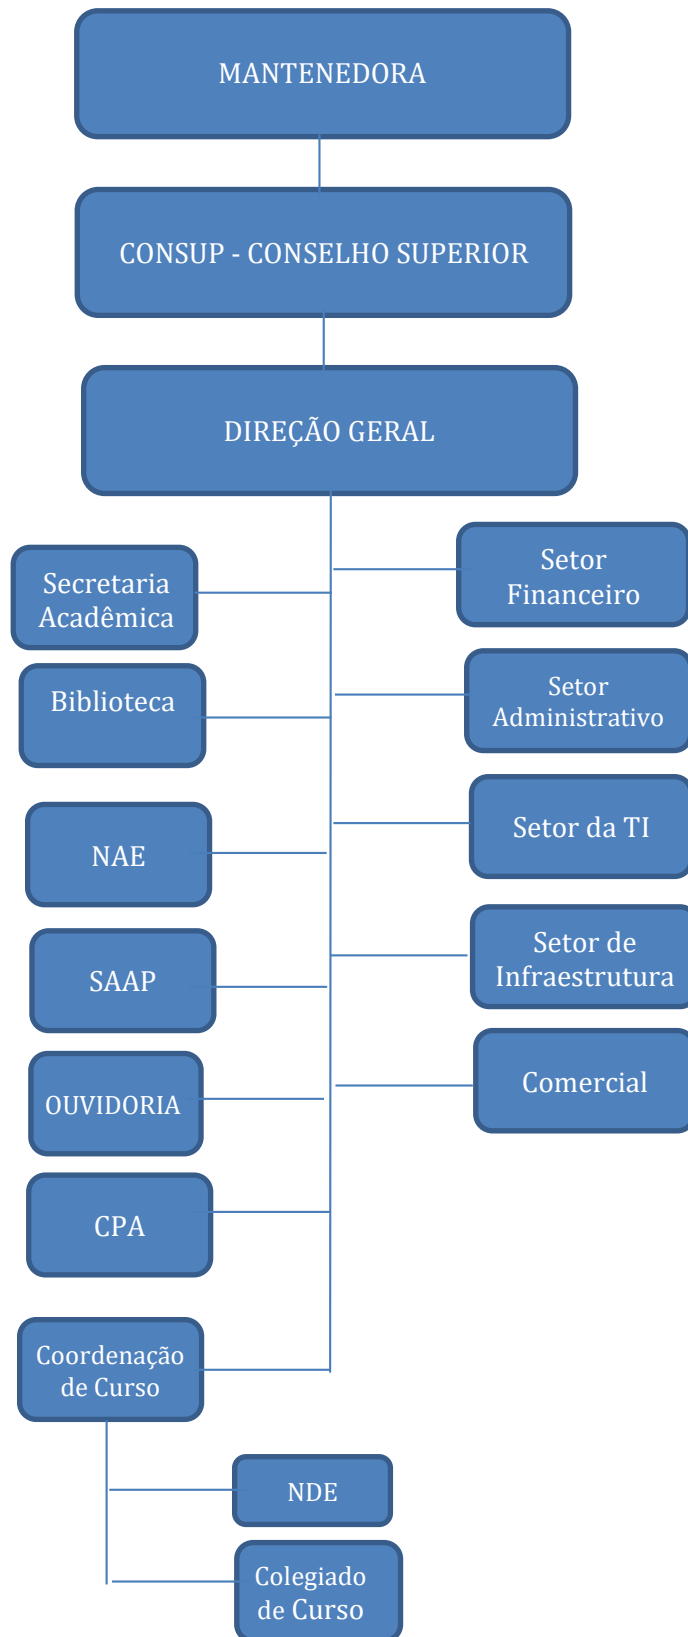 MANTENEDORA
CONSUP - CONSELHO SUPERIOR
DIREÇÃO GERAL
Secretaria
Acadêmica
Biblioteca
NAE
SAAP
OUVIDORIA
CPA
Coordenação
de Curso
Setor
Financeiro
Setor
Administrativo
Setor da TI
Setor de
Infraestrutura
Comercial
NDE
Colegiado
de Curso